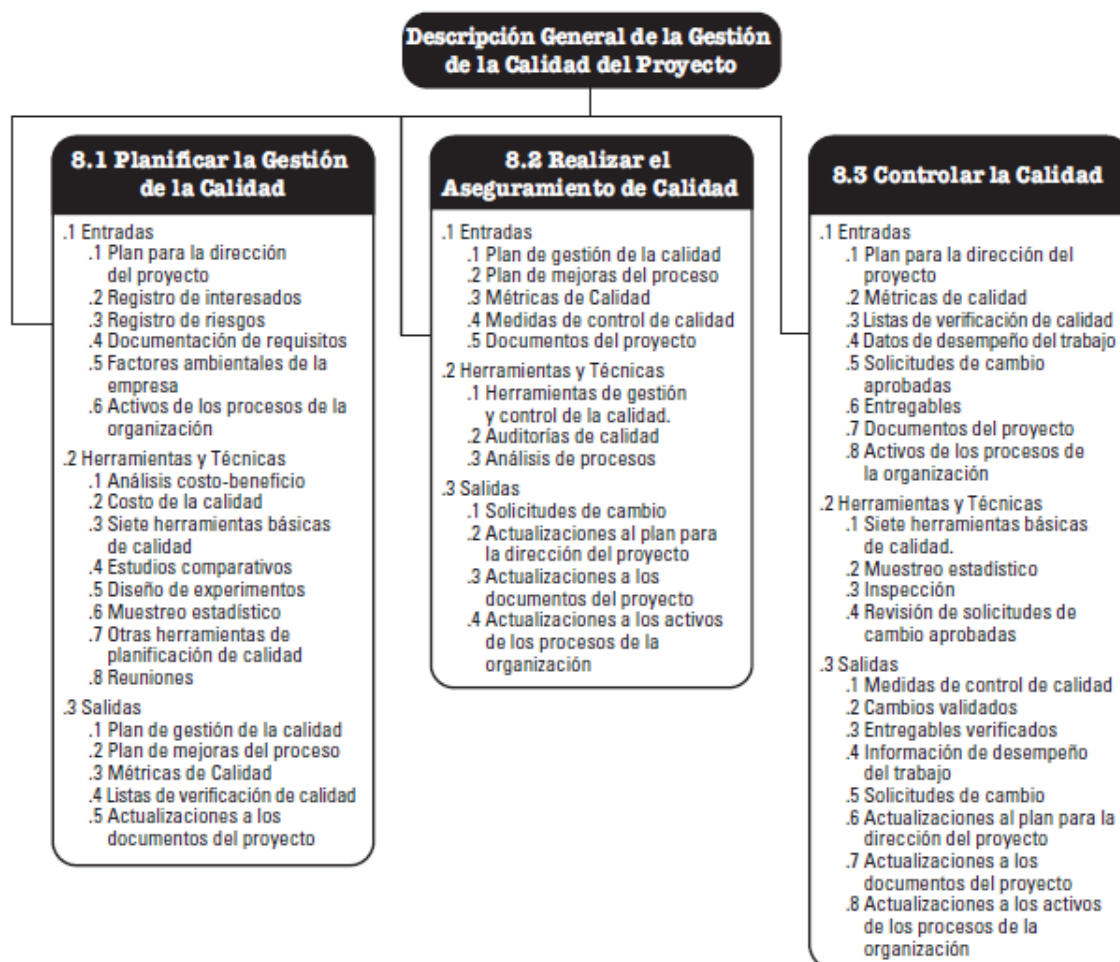 Descripción General de la Gestión
de la Calidad del Proyecto
8.1 Planificar la Gestión
de la Calidad
.1 Entradas
.1 Plan para la dirección
del proyecto
.2 Registro de interesados
.3 Registro de riesgos
.4 Documentación de requisitos
.5 Factores ambientales de la
empresa
.6 Activos de los procesos de la
organización
.2 Herramientas y Técnicas
.1 Análisis costo-beneficio
.2 Costo de la calidad
.3 Siete herramientas básicas
de calidad
.4 Estudios comparativos
.5 Diseño de experimentos
.6 Muestreo estadístico
.7 Otras herramientas de
planificación de calidad
.8 Reuniones
.3 Salidas
.1 Plan de gestión de la calidad
.2 Plan de mejoras del proceso
.3 Métricas de Calidad
.4 Listas de verificación de calidad
.5 Actualizaciones a los
documentos del proyecto
8.2 Realizar el
Aseguramiento de Calidad
.1 Entradas
.1 Plan de gestión de la calidad
.2 Plan de mejoras del proceso
.3 Métricas de Calidad
.4 Medidas de control de calidad
.5 Documentos del proyecto
.2 Herramientas y Técnicas
.1 Herramientas de gestión
y control de la calidad.
.2 Auditorías de calidad
.3 Análisis de procesos
.3 Salidas
.1 Solicitudes de cambio
.2 Actualizaciones al plan para
la dirección del proyecto
.3 Actualizaciones a los
documentos del proyecto
.4 Actualizaciones a los activos
de los procesos de la
organización
8.3 Controlar la Calidad
.1 Entradas
.1 Plan para la dirección del
proyecto
.2 Métricas de calidad
.3 Listas de verificación de calidad
.4 Datos de desempeño del trabajo
.5 Solicitudes de cambio
aprobadas
.6 Entregables
.7 Documentos del proyecto
.8 Activos de los procesos de
la organización
.2 Herramientas y Técnicas
.1 Siete herramientas básicas
de calidad.
.2 Muestreo estadístico
.3 Inspección
.4 Revisión de solicitudes de
cambio aprobadas
.3 Salidas
.1 Medidas de control de calidad
.2 Cambios validados
.3 Entregables verificados
.4 Información de desempeño
del trabajo
.5 Solicitudes de cambio
.6 Actualizaciones al plan para la
dirección del proyecto
.7 Actualizaciones a los
documentos del proyecto
.8 Actualizaciones a los activos
de los procesos de la
organización